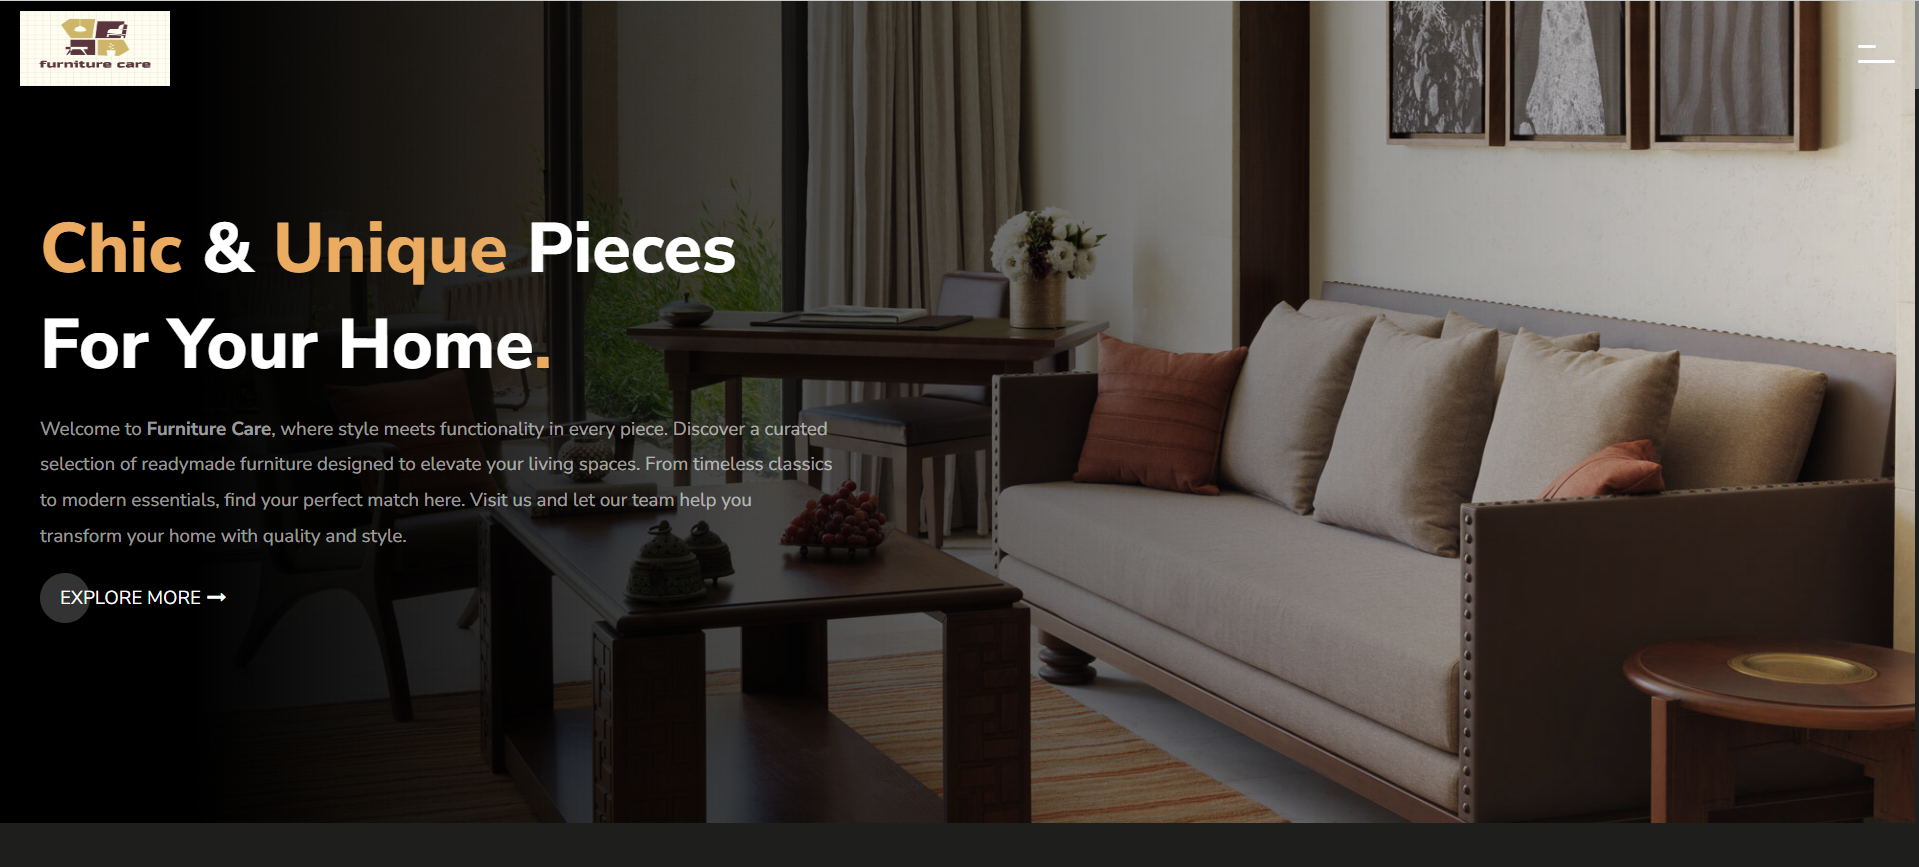 furniture care
Chic & Unique Pieces
For Your Home.
Welcome to Furniture Care, where style meets functionality in every piece. Discover a curated
selection of readymade furniture designed to elevate your living spaces. From timeless classics
to modern essentials, find your perfect match here. Visit us and let our team help you
transform your home with quality and style.
EXPLORE MORE